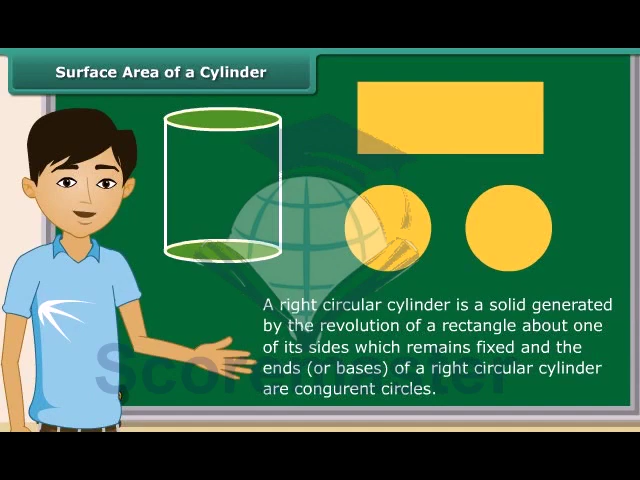 Surface Area of a Cylinder
A right circular cylinder is a solid generated
by the revolution of a rectangle about one
of its sides which remains fixed and the
ends (or bases) of a right circular cylinder
are congurent circles.